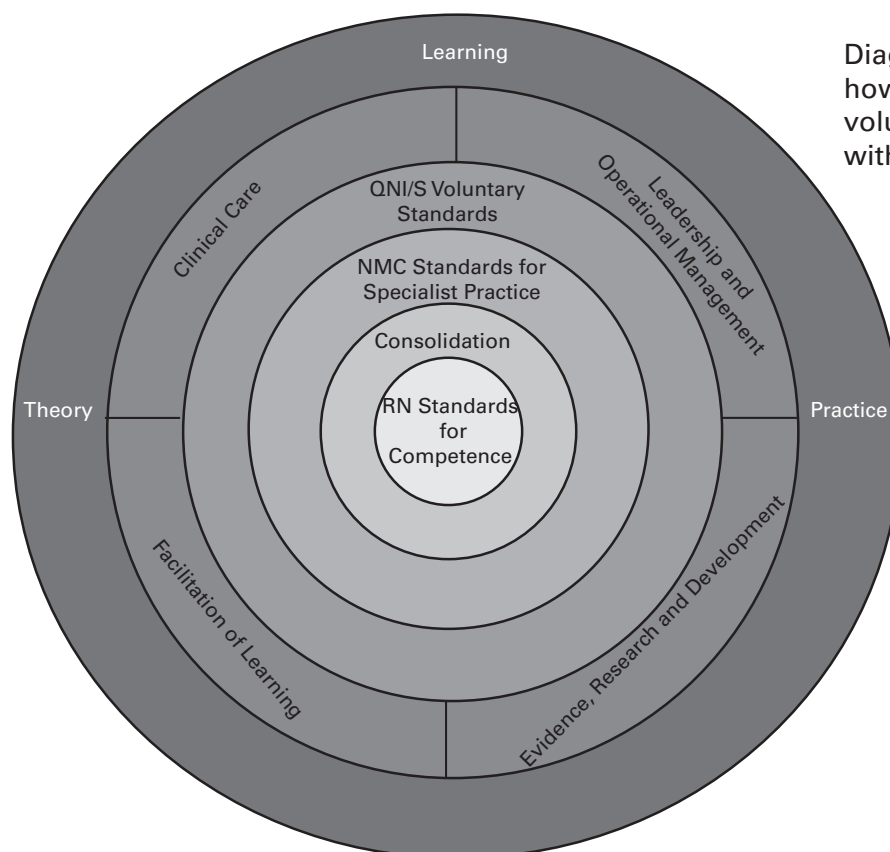 Learning
Diag
how
volu
with
Clinical Care
Leadership and
Operational Management
QNI/S Voluntary
Standards
NMC Standards for
Specialist Practice
Consolidation
Theory
RN Standards
for
Competence
Practice
Facilitation of Learning
Evidence, Research and Development